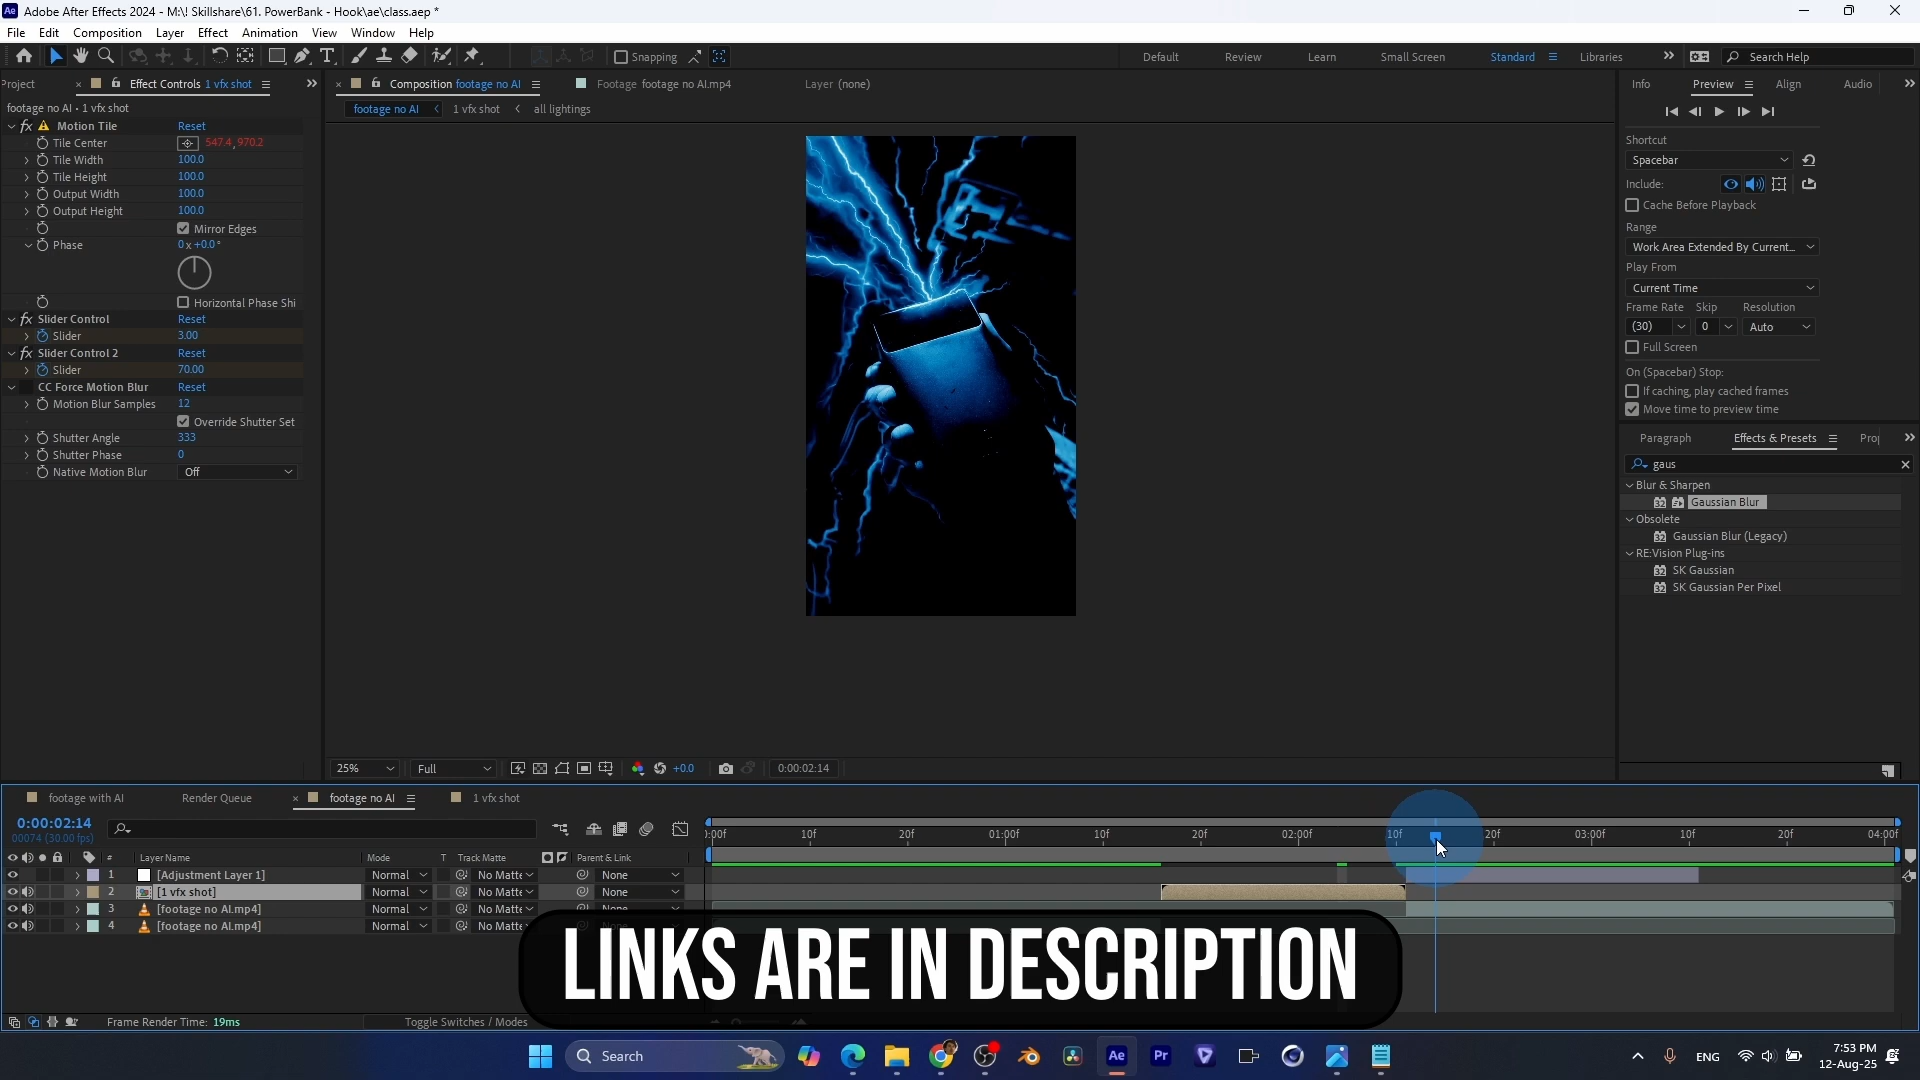 Adobe After Effects 2024 - M:\! Skillshare\61. PowerBank - Hook\ae\class.aep *
File Edit Composition Layer Effect Animation View Window Help
Snapping
Default Review Learn Small Screen Standard Libraries Search Help
Project Effect Controls 1 vfx shot
Composition footage no AI Footage footage no AI.mp4 Layer (none)
Info Preview Align Audio
footage no AI • 1 vfx shot
footage no AI 1 vfx shot all lightings
fx Motion Tile Reset
Tile Center 547.4, 970.2
Tile Width 100.0
Tile Height 100.0
Output Width 100.0
Output Height 100.0
Mirror Edges
Phase 0 x +0.0 °
Horizontal Phase Shi
fx Slider Control Reset
Slider 3.00
fx Slider Control 2 Reset
Slider 70.00
CC Force Motion Blur Reset
Motion Blur Samples 12
Override Shutter Set
Shutter Angle 333
Shutter Phase 0
Native Motion Blur Off
Shortcut
Spacebar
Include:
Cache Before Playback
Range
Work Area Extended By Current...
Play From
Current Time
Frame Rate Skip Resolution
(30) 0 Auto
Full Screen
On (Spacebar) Stop:
If caching, play cached frames
Move time to preview time
Paragraph Effects & Presets Proj
gaus
Blur & Sharpen
32 Gaussian Blur
Obsolete
32 Gaussian Blur (Legacy)
RE:Vision Plug-ins
32 SK Gaussian
32 SK Gaussian Per Pixel
25% Full +0.0 0:00:02:14
footage with AI Render Queue footage no AI 1 vfx shot
0:00:02:14
00074 (30.00 fps)
:00f 10f 20f 01:00f 10f 20f 02:00f 10f 20f 03:00f 10f 20f 04:00f
# Layer Name Mode T Track Matte Parent & Link
1 [Adjustment Layer 1] Normal No Matte None
2 [1 vfx shot] Normal No Matte None
3 [footage no AI.mp4] Normal No Matte None
4 [footage no AI.mp4] Normal No Matte None
LINKS ARE IN DESCRIPTION
Frame Render Time: 19ms Toggle Switches / Modes
Search
Ae
Pr
ENG
7:53 PM
12-Aug-25